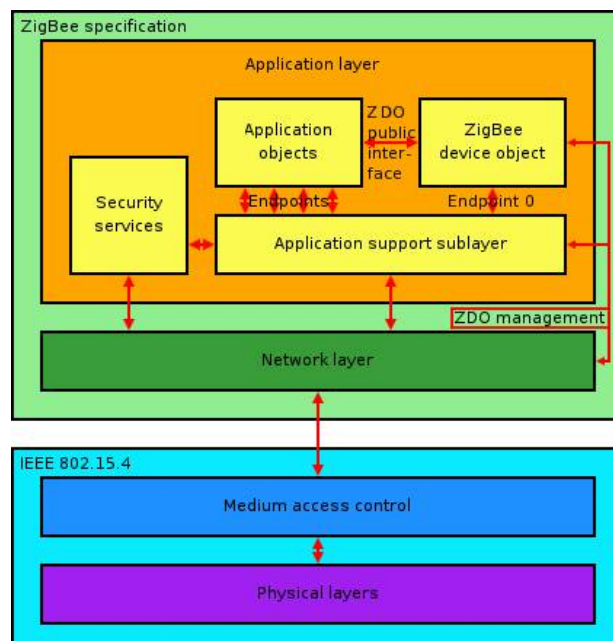 ZigBee specification
Application layer
Application
objects
ZDO
public
inter-
face
ZigBee
device object
Security
services
Endpoints
Endpoint 0
Application support sublayer
ZDO management
Network layer
IEEE 802.15.4
Medium access control
Physical layers